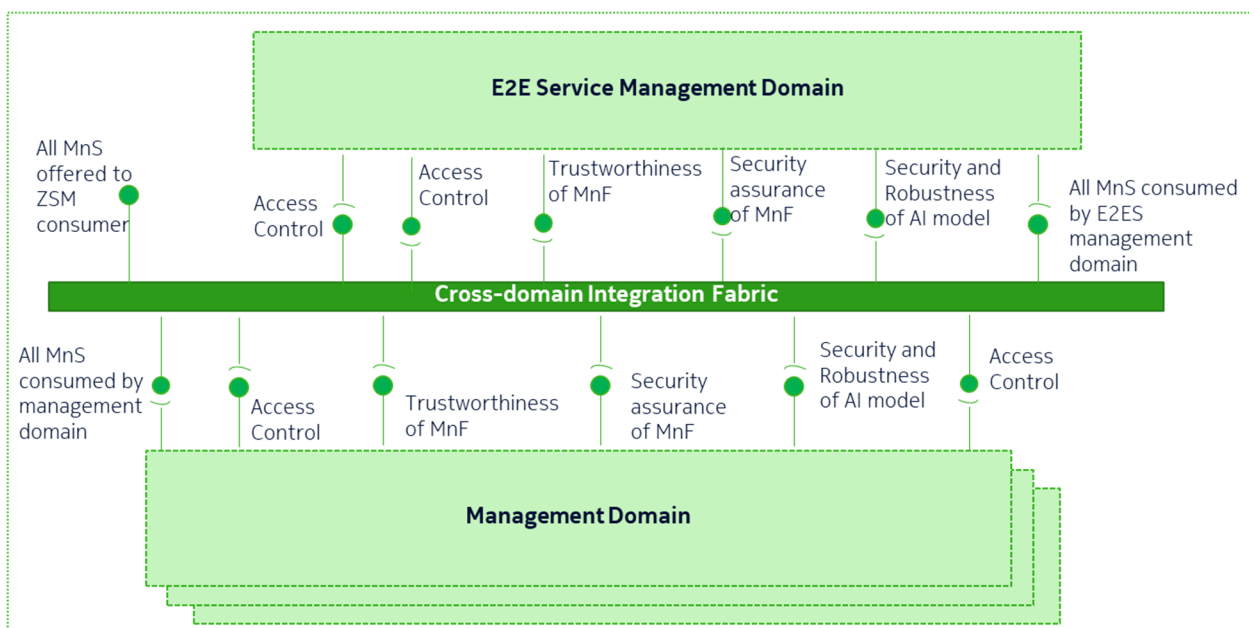 E2E Service Management Domain
All MnS
offered to
ZSM
consumer
Access
Control
Access
Control
Trustworthiness
of MnF
Security
assurance
of MnF
Security and
Robustness
of AI model
All MnS consumed
by E2ES
management
domain
Cross-domain Integration Fabric
All MnS
consumed by
management
domain
Access
Control
Trustworthiness
of MnF
Security
assurance
of MnF
Security and
Robustness
of AI model
Access
Control
Management Domain